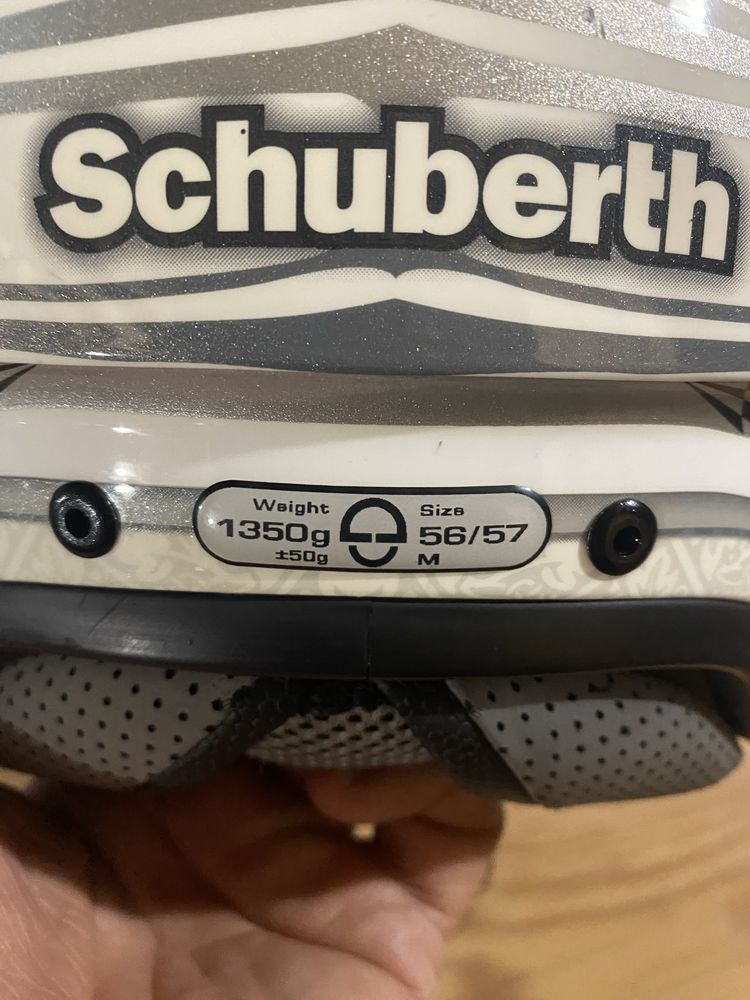 Schuberth
Weight Size
1350g 56/57
±50g M